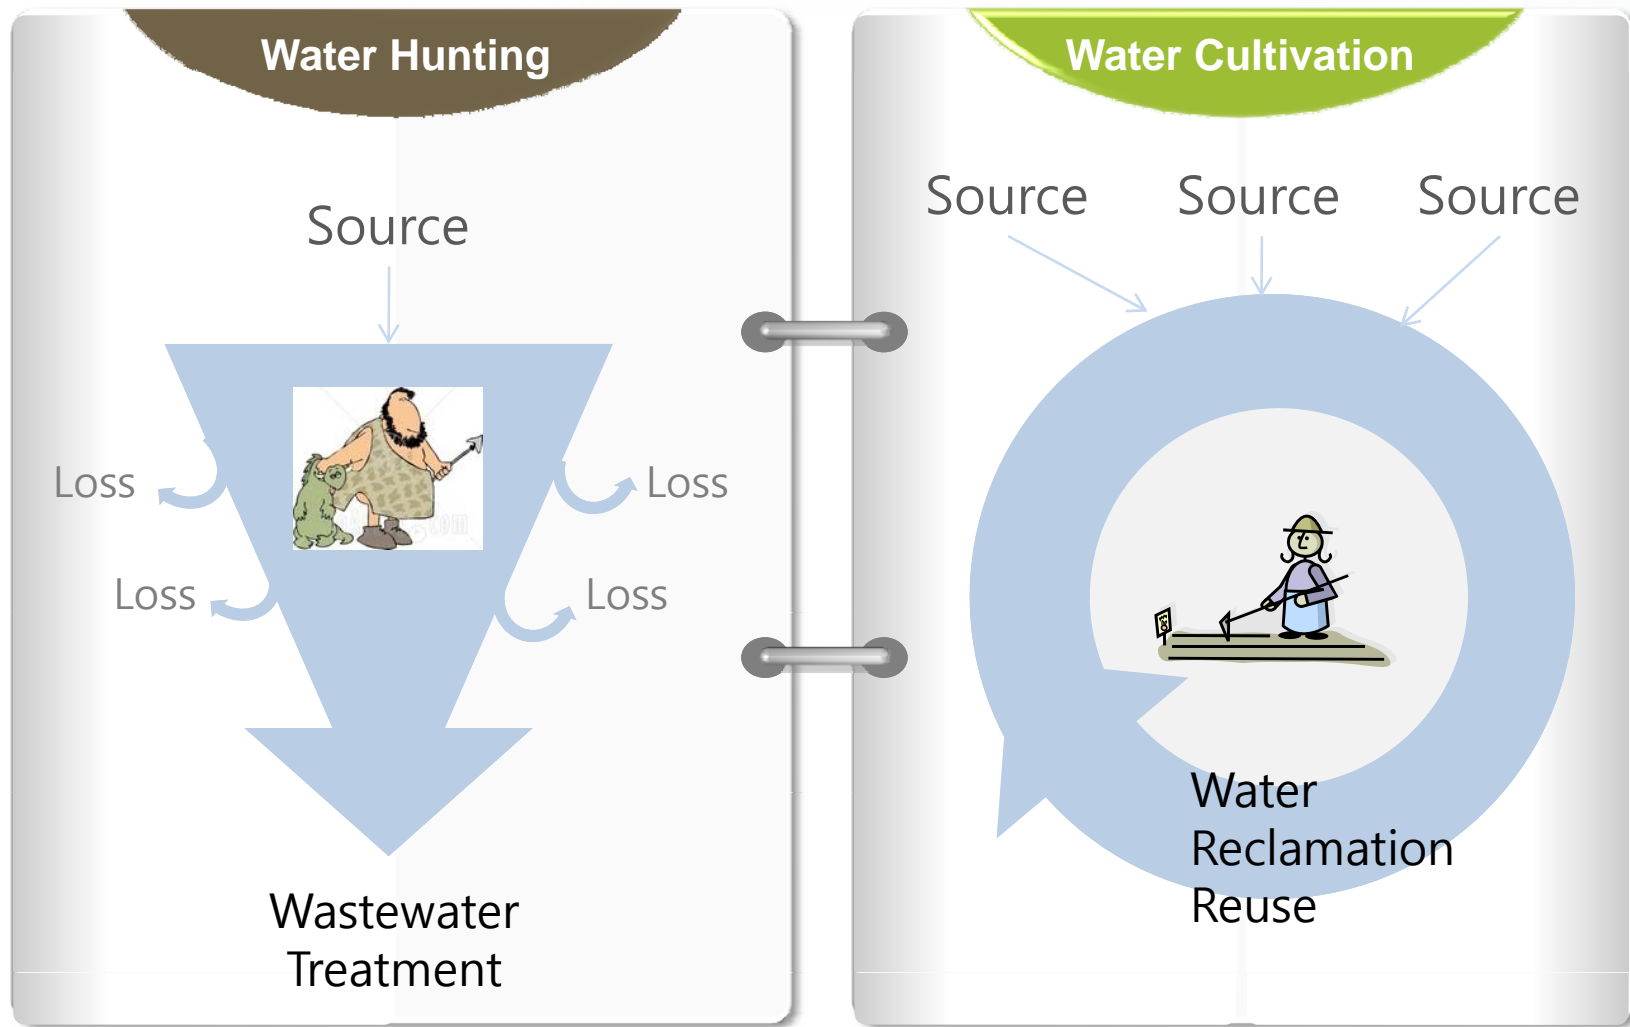 Water Hunting
Source
Loss
Loss
Loss
Loss
Wastewater
Treatment
Water Cultivation
Source
Source
Source
Water
Reclamation
Reuse